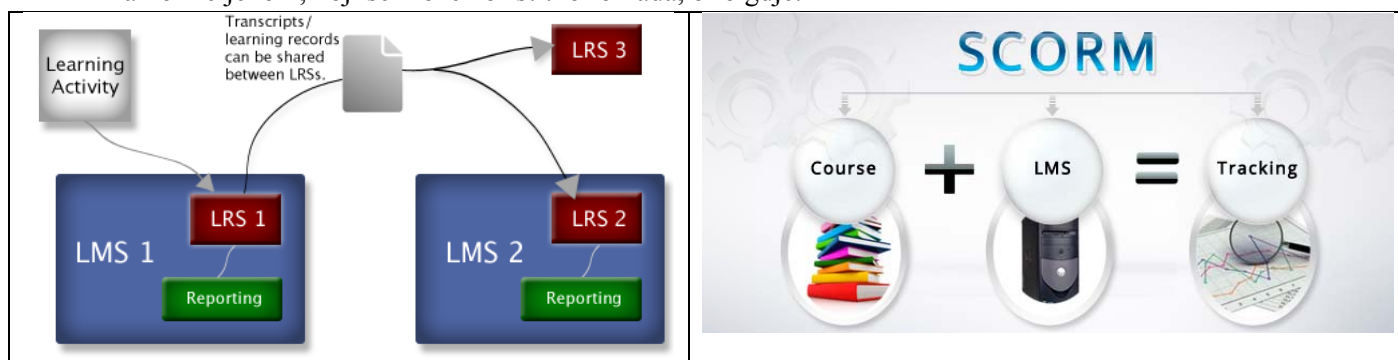 Transcripts/
learning records
can be shared
between LRSs.
Learning
Activity
LRS 3
LRS 1
LMS 1
Reporting
LRS 2
LMS 2
Reporting
SCORM
Course
LMS
Tracking